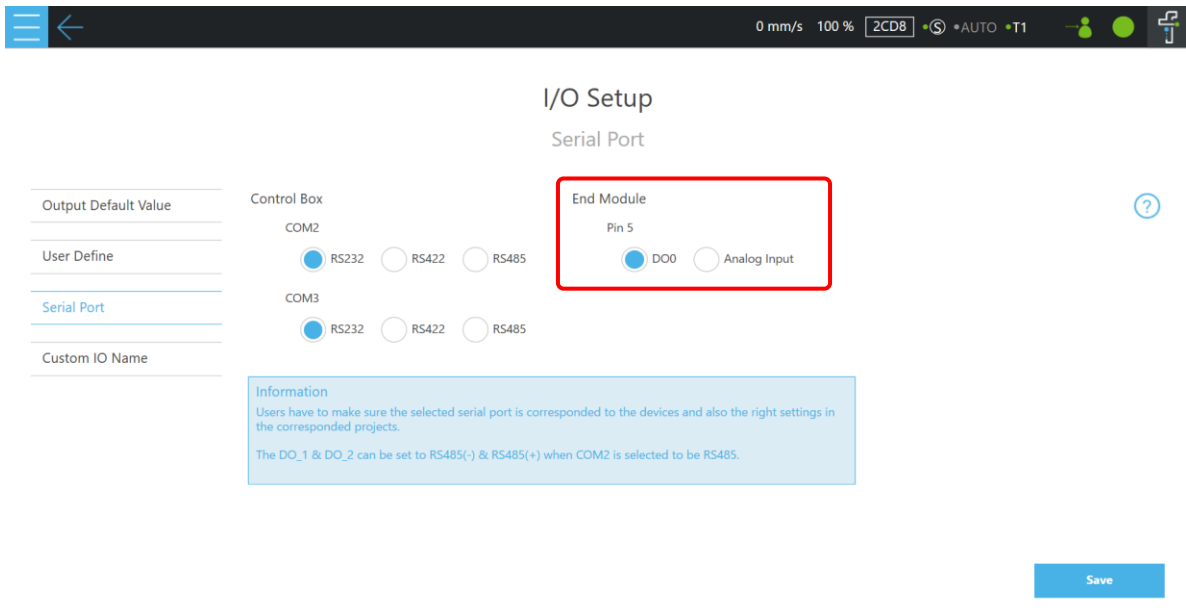 0 mm/s 100 % 2CD8 S AUTO T1
I/O Setup
Serial Port
Output Default Value
User Define
Serial Port
Custom IO Name
Control Box
COM2
RS232 RS422 RS485
COM3
RS232 RS422 RS485
End Module
Pin 5
DO0 Analog Input
?
Information
Users have to make sure the selected serial port is corresponded to the devices and also the right settings in
the corresponded projects.
The DO_1 & DO_2 can be set to RS485(-) & RS485(+) when COM2 is selected to be RS485.
Save